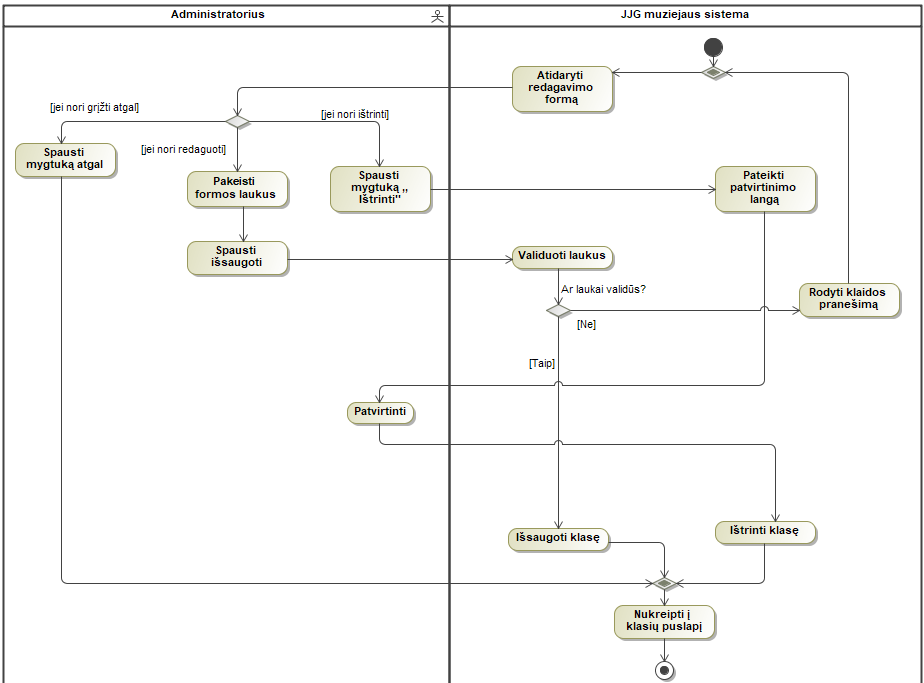 Administratorius
JJG muziejaus sistema
Atidaryti
redagavimo
formą
[jei nori grįžti atgal]
[jei nori ištrinti]
[jei nori redaguoti]
Spausti
mygtuką atgal
Pakeisti
formos laukus
Spausti
mygtuką „
Ištrinti"
Pateikti
patvirtinimo
langą
Spausti
išsaugoti
Validuoti laukus
Ar laukai validūs?
Rodyti klaidos
pranešimą
[Ne]
[Taip]
Patvirtinti
Išsaugoti klasę
Ištrinti klasę
Nukreipti į
klasių puslapį